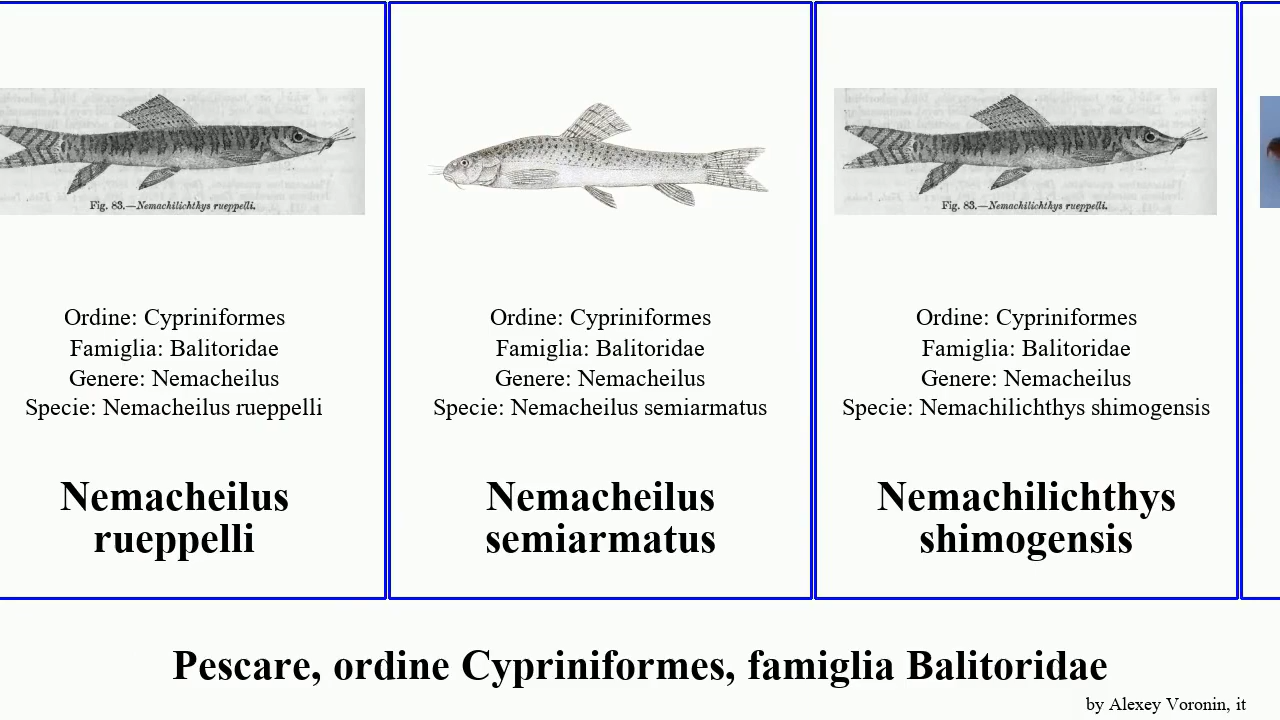 Fig. 83.—Nemachilichthys rueppelli.
Ordine: Cypriniformes
Famiglia: Balitoridae
Genere: Nemacheilus
Specie: Nemacheilus rueppelli
Nemacheilus
rueppelli
Ordine: Cypriniformes
Famiglia: Balitoridae
Genere: Nemacheilus
Specie: Nemacheilus semiarmatus
Nemacheilus
semiarmatus
Fig. 83.—Nemachilichthys rueppelli.
Ordine: Cypriniformes
Famiglia: Balitoridae
Genere: Nemacheilus
Specie: Nemachilichthys shimogensis
Nemachilichthys
shimogensis
Pescare, ordine Cypriniformes, famiglia Balitoridae
by Alexey Voronin, it